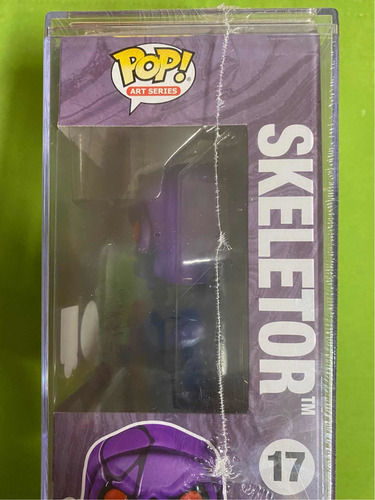 POP!
ART SERIES
SKELETOR™
17